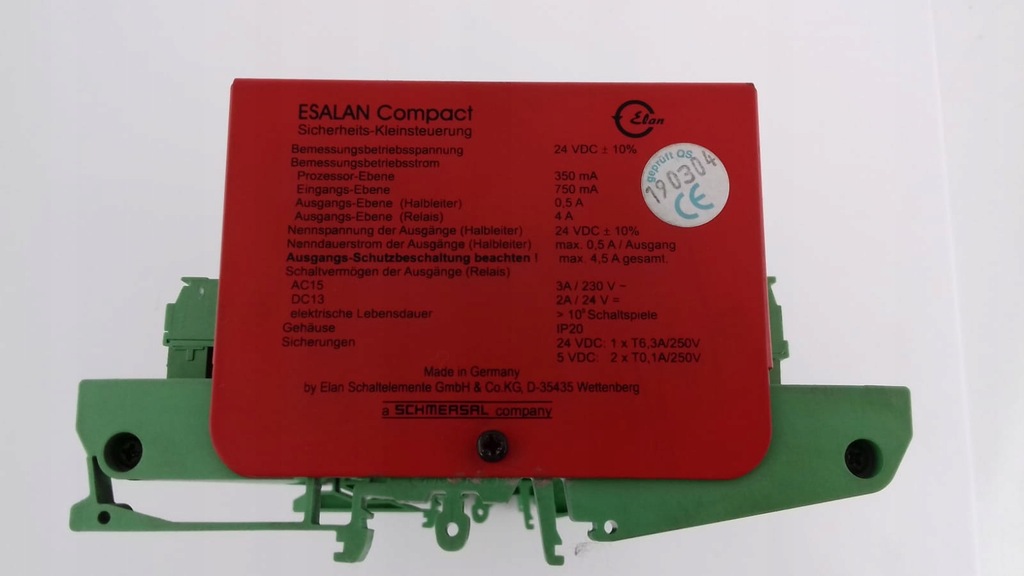 ESALAN Compact
Sicherheits-Kleinsteuerung
Elan
Bemessungsbetriebsspannung 24 VDC ± 10%
Bemessungsbetriebsstrom
Prozessor-Ebene 350 mA
Eingangs-Ebene 750 mA
Ausgangs-Ebene (Halbleiter) 0,5 A
Ausgangs-Ebene (Relais) 4 A
Nennspannung der Ausgänge (Halbleiter) 24 VDC ± 10%
Nenndauerstrom der Ausgänge (Halbleiter) max. 0,5 A / Ausgang
Ausgangs-Schutzbeschaltung beachten ! max. 4,5 A gesamt.
Schaltvermögen der Ausgänge (Relais)
AC15 3A / 230 V ~
DC13 2A / 24 V =
elektrische Lebensdauer > 10⁵ Schaltspiele
Gehäuse IP20
Sicherungen 24 VDC: 1 x T6,3A/250V
5 VDC: 2 x T0,1A/250V
Made in Germany
by Elan Schaltelemente GmbH & Co.KG, D-35435 Wettenberg
a SCHMERSAL company
geprüft QS
190304
CE